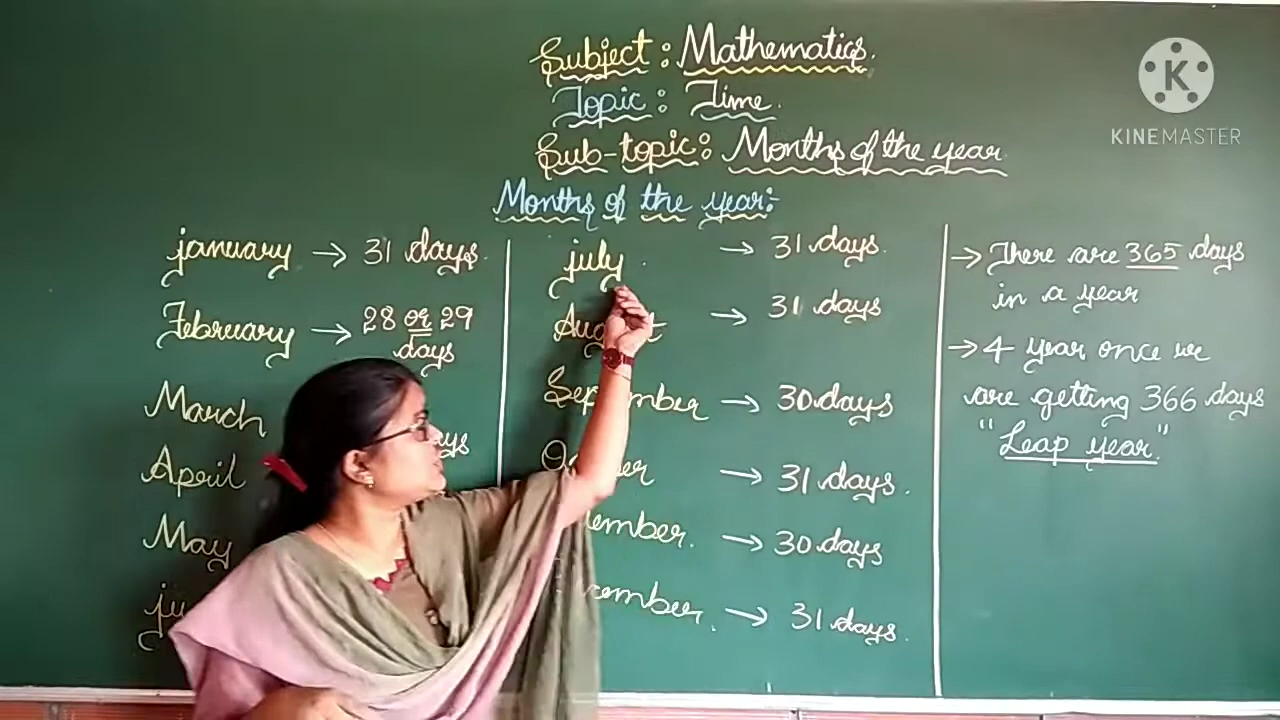 Subject: Mathematics.
Topic: Time.
Sub-topic: Months of the year
Months of the year:-
january → 31 days.
February → 28 or 29
days
March
days
April
May
july → 31 days.
→ 31 days
→ 30 days
→ 31 days.
→ 30 days
→ 31 days.
→ There are 365 days
in a year
→ 4 year once we
are getting 366 days
"Leap year".
K
KINEMASTER